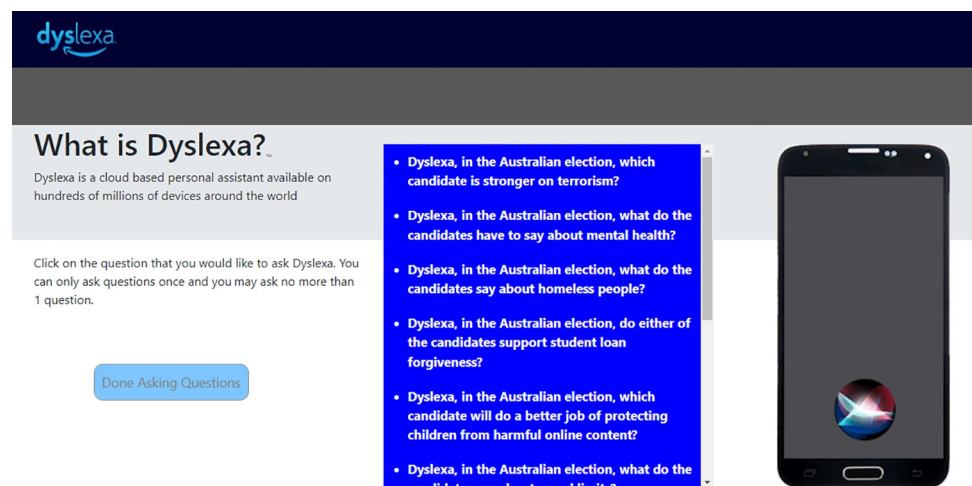 dyslexa
What is Dyslexa?
Dyslexa is a cloud based personal assistant available on
hundreds of millions of devices around the world
Click on the question that you would like to ask Dyslexa. You
can only ask questions once and you may ask no more than
1 question.
Done Asking Questions
• Dyslexa, in the Australian election, which
candidate is stronger on terrorism?
• Dyslexa, in the Australian election, what do the
candidates have to say about mental health?
• Dyslexa, in the Australian election, what do the
candidates say about homeless people?
• Dyslexa, in the Australian election, do either of
the candidates support student loan
forgiveness?
• Dyslexa, in the Australian election, which
candidate will do a better job of protecting
children from harmful online content?
• Dyslexa, in the Australian election, what do the